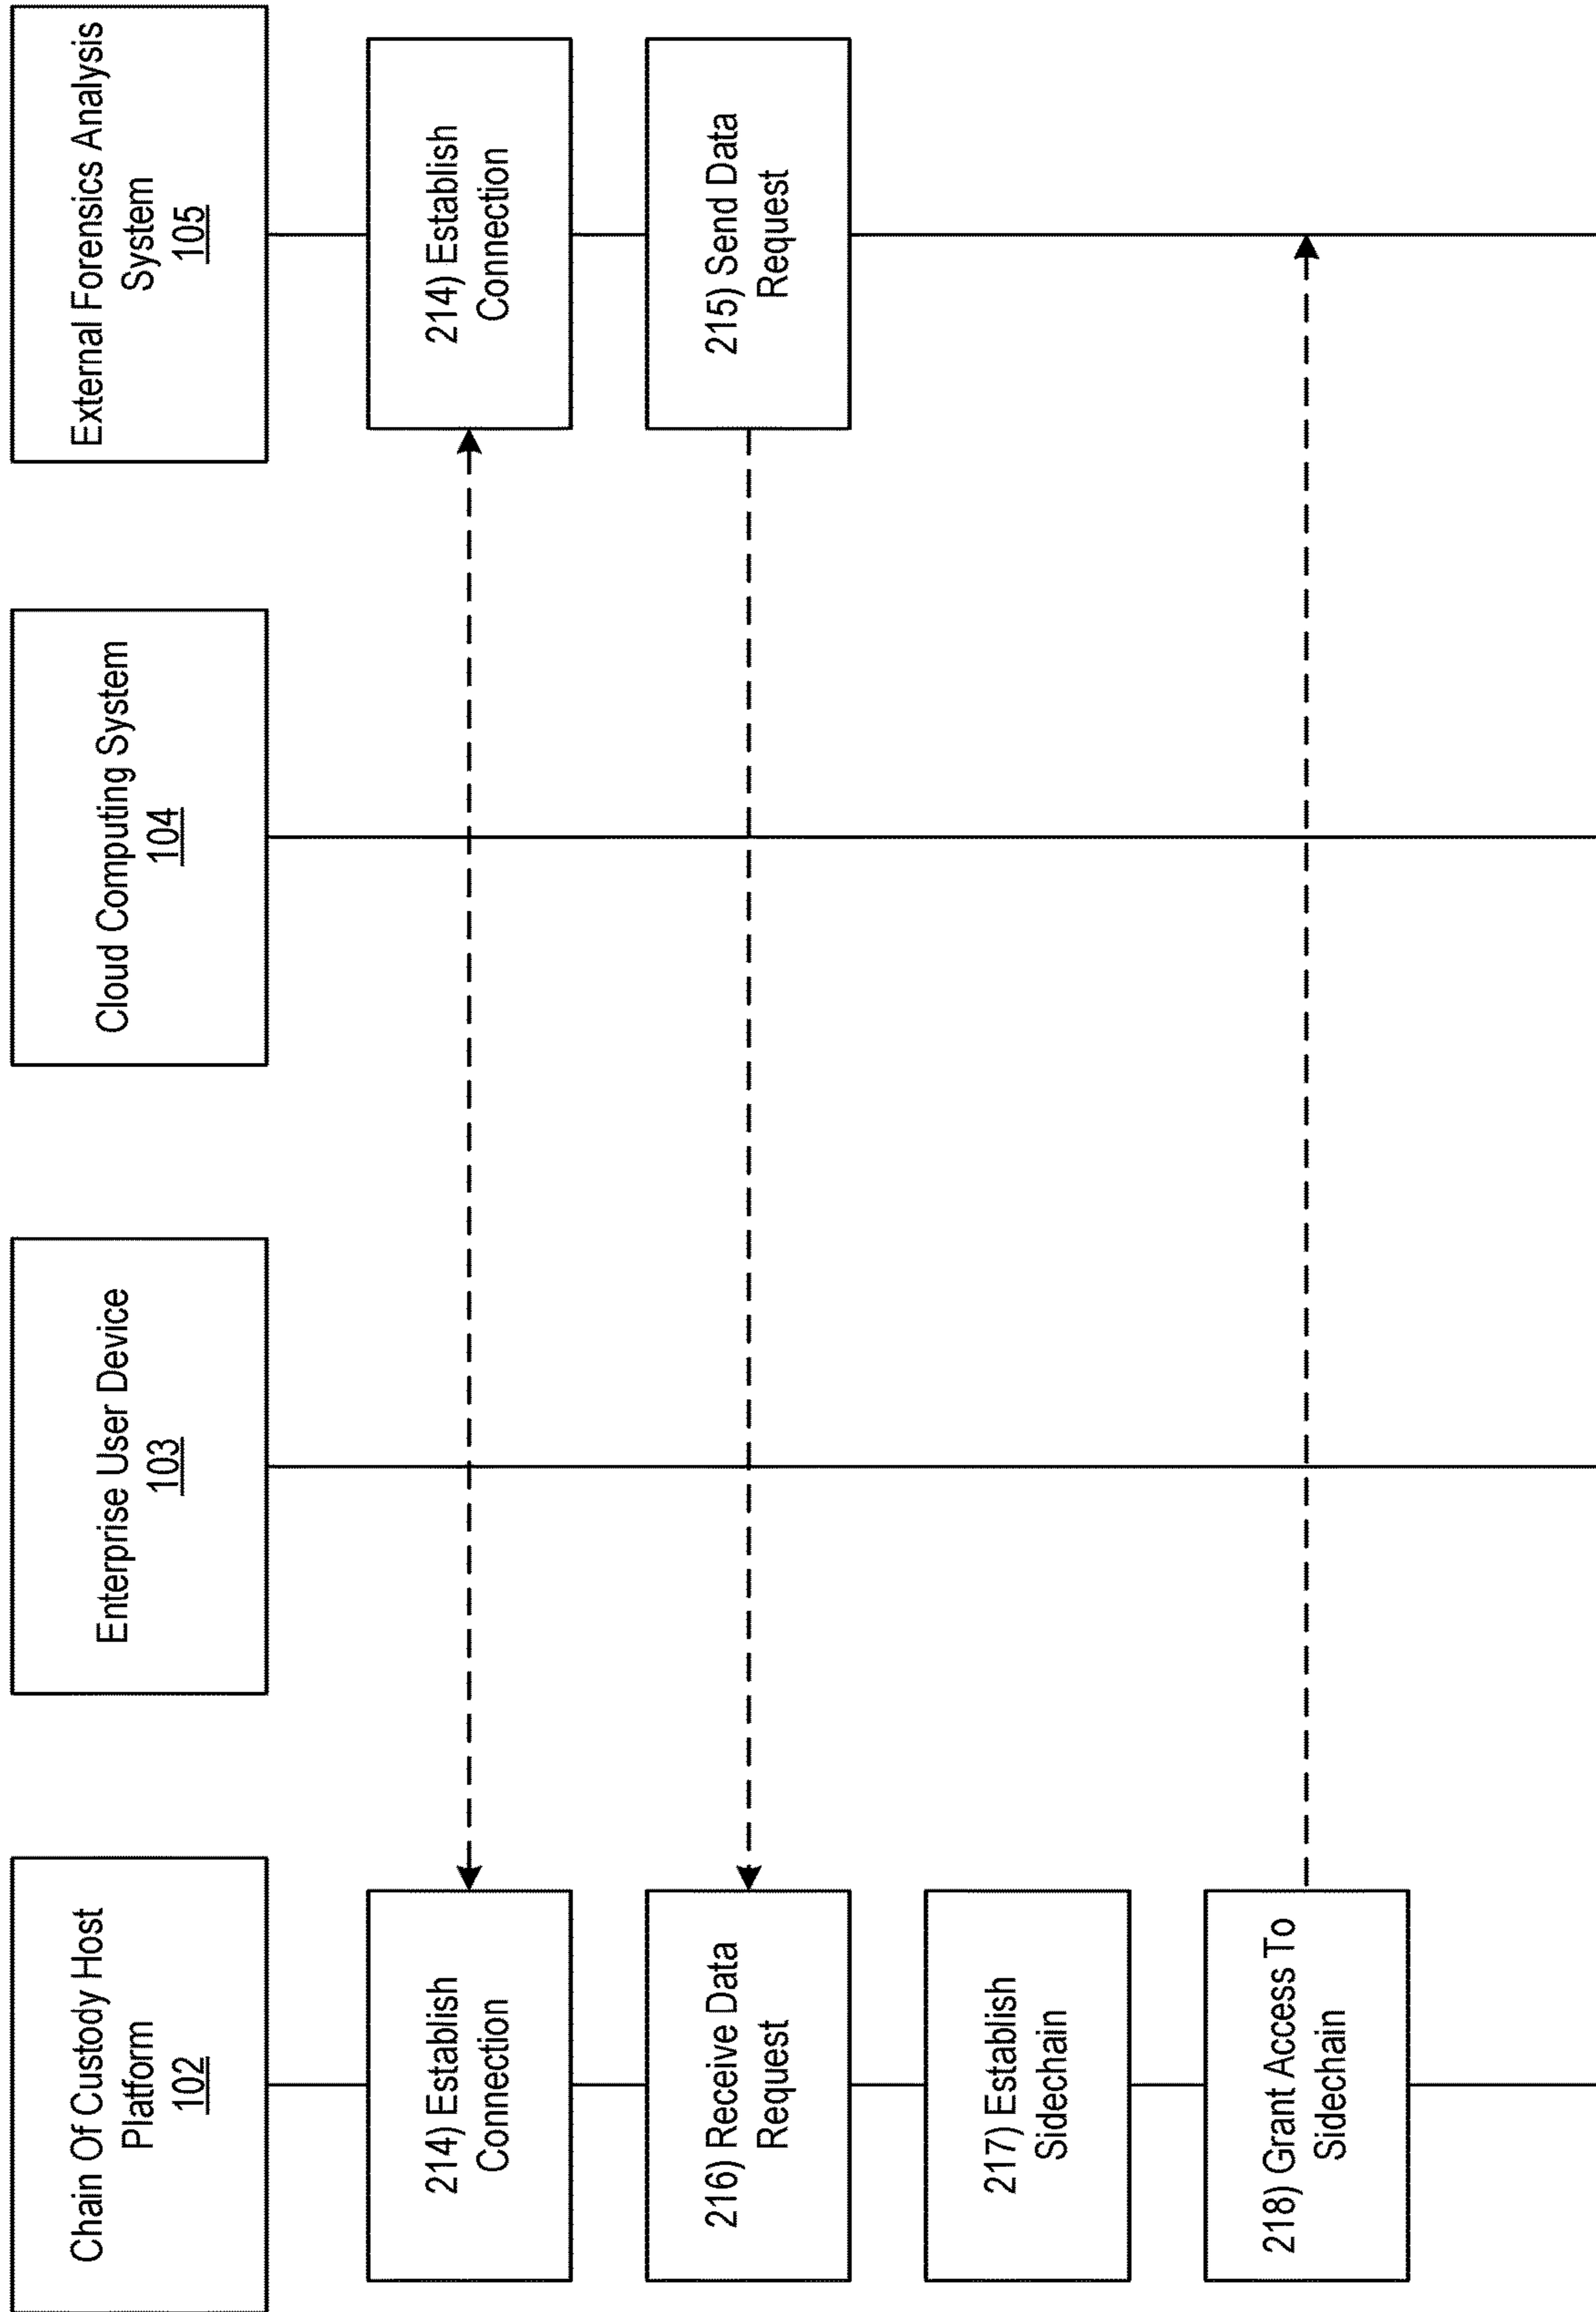 Chain Of Custody Host
Platform
102
Enterprise User Device
103
Cloud Computing System
104
External Forensics Analysis
System
105
214) Establish
Connection
214) Establish
Connection
216) Receive Data
Request
215) Send Data
Request
217) Establish
Sidechain
218) Grant Access To
Sidechain